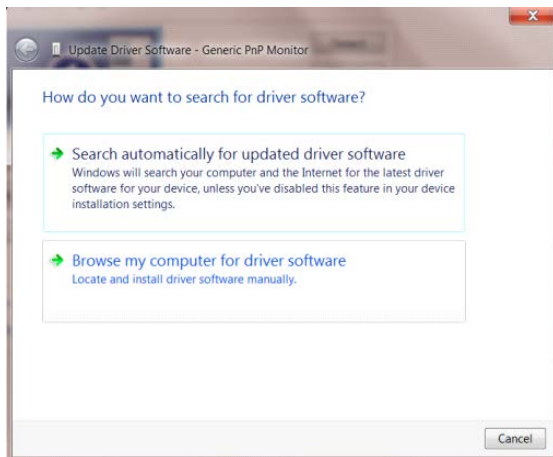 Update Driver Software - Generic PnP Monitor
How do you want to search for driver software?
Search automatically for updated driver software
Windows will search your computer and the Internet for the latest driver
software for your device, unless you've disabled this feature in your device
installation settings.
Browse my computer for driver software
Locate and install driver software manually.
Cancel